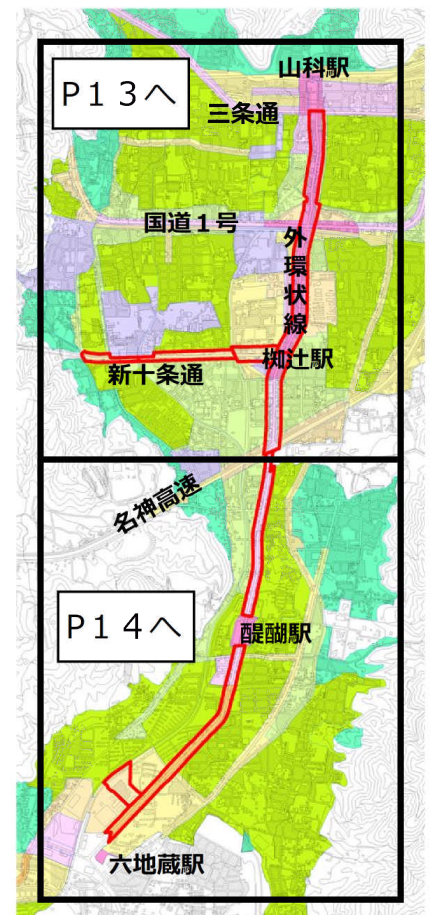 山科駅
P13へ
三条通
国道1号
外環状線
椥辻駅
新十条通
名神高速
P14へ
醍醐駅
六地蔵駅